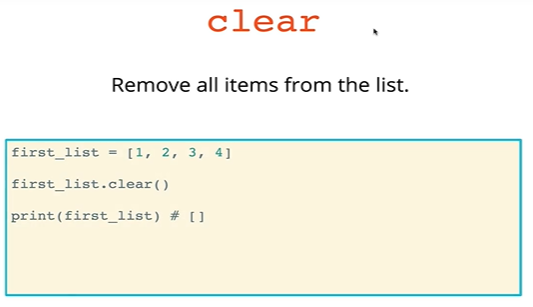 clear
Remove all items from the list.
first_list = [1, 2, 3, 4]
first_list.clear()
print(first_list) # []